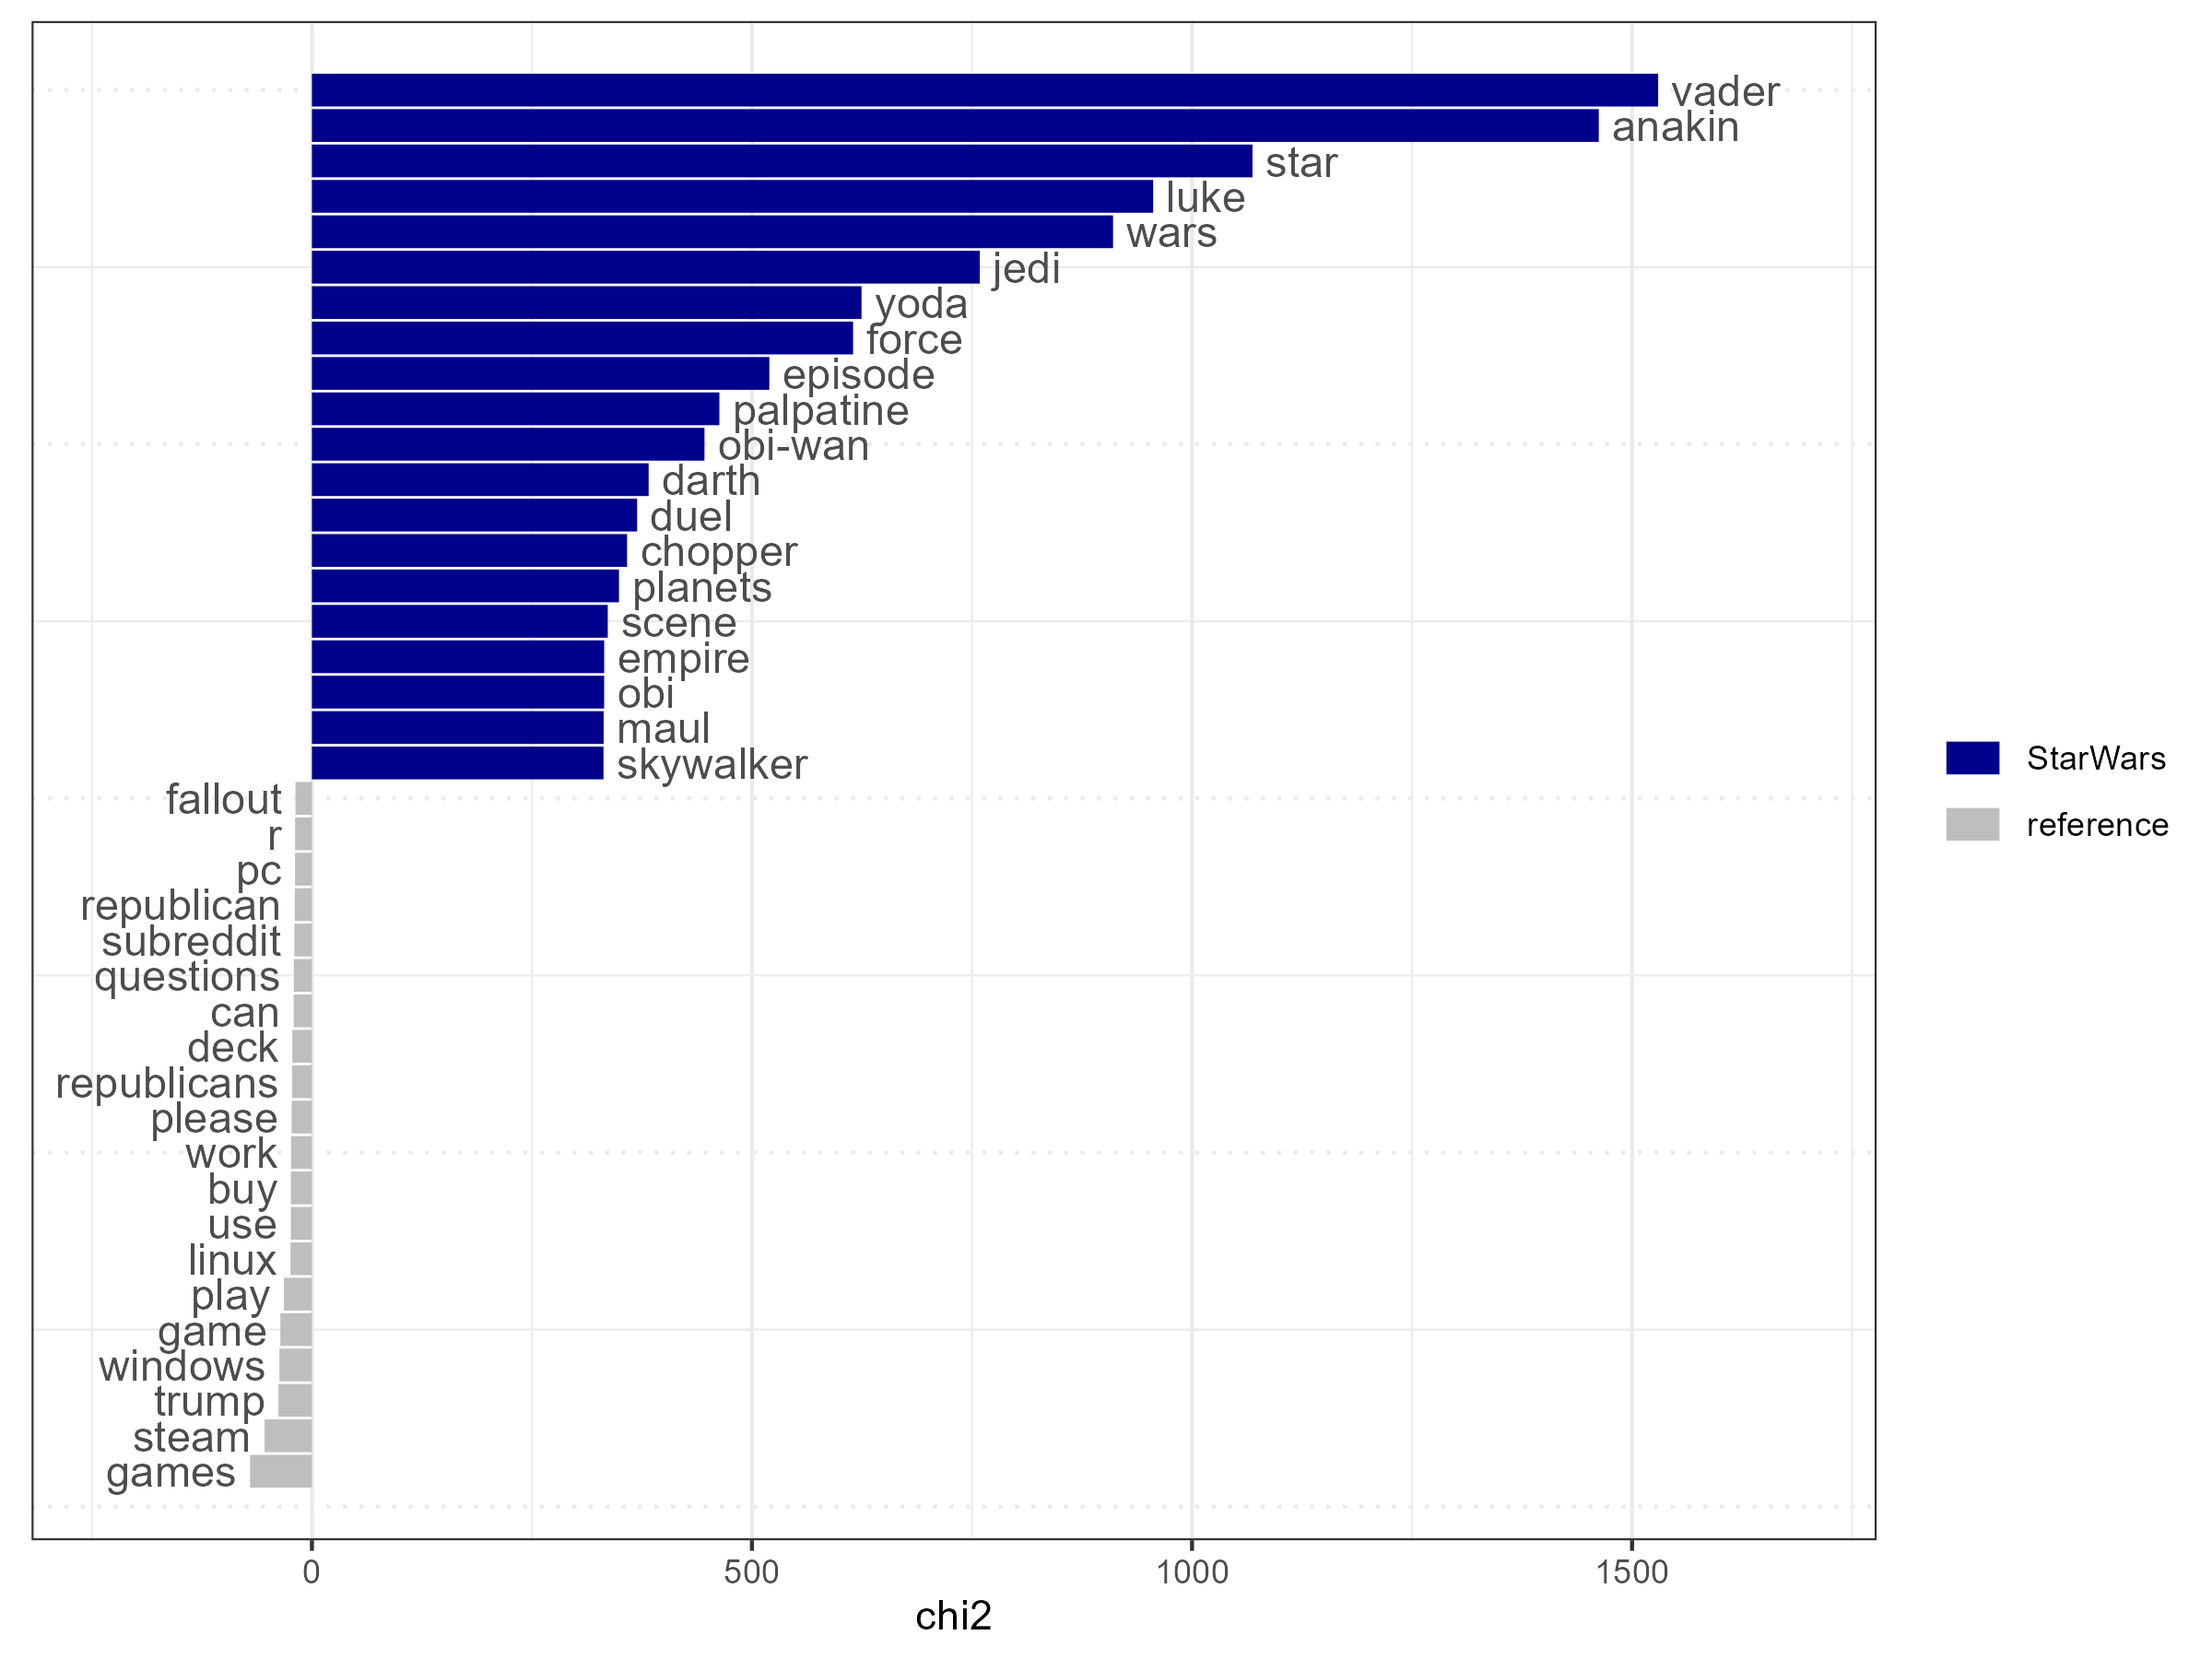 vader
anakin
star
luke
wars
jedi
yoda
force
episode
palpatine
obi-wan
darth
duel
chopper
planets
scene
empire
obi
maul
skywalker
fallout
r
pc
republican
subreddit
questions
can
deck
republicans
please
work
buy
use
linux
play
game
windows
trump
steam
games
0 500 1000 1500
chi2
StarWars
reference